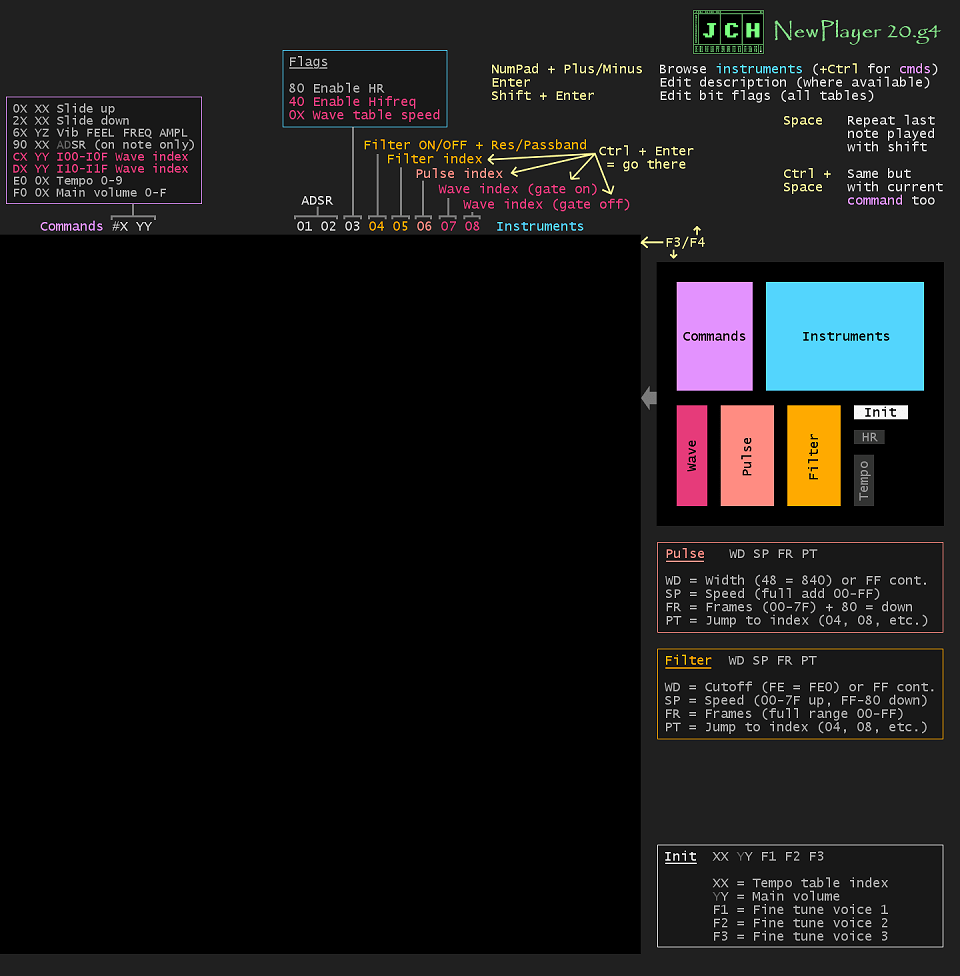 JCH NewPlayer 20.g4
Flags
80 Enable HR
40 Enable Hifreq
0X Wave table speed
NumPad + Plus/Minus Browse instruments (+Ctrl for cmds)
Enter Edit description (where available)
Shift + Enter Edit bit flags (all tables)
Space Repeat last
note played
with shift
Ctrl + Space Same but
with current
command too
0X XX Slide up
2X XX Slide down
6X YZ Vib FEEL FREQ AMPL
90 XX ADSR (on note only)
CX YY I00-I0F Wave index
DX YY I10-I1F Wave index
E0 0X Tempo 0-9
F0 0X Main volume 0-F
Filter ON/OFF + Res/Passband
Filter index
Pulse index
Wave index (gate on)
Wave index (gate off)
Ctrl + Enter
= go there
ADSR
Commands #X YY
01 02 03 04 05 06 07 08 Instruments
F3/F4
Commands
Instruments
Wave
Pulse
Filter
Init
HR
Tempo
Pulse WD SP FR PT
WD = Width (48 = 840) or FF cont.
SP = Speed (full add 00-FF)
FR = Frames (00-7F) + 80 = down
PT = Jump to index (04, 08, etc.)
Filter WD SP FR PT
WD = Cutoff (FE = FE0) or FF cont.
SP = Speed (00-7F up, FF-80 down)
FR = Frames (full range 00-FF)
PT = Jump to index (04, 08, etc.)
Init XX YY F1 F2 F3
XX = Tempo table index
YY = Main volume
F1 = Fine tune voice 1
F2 = Fine tune voice 2
F3 = Fine tune voice 3